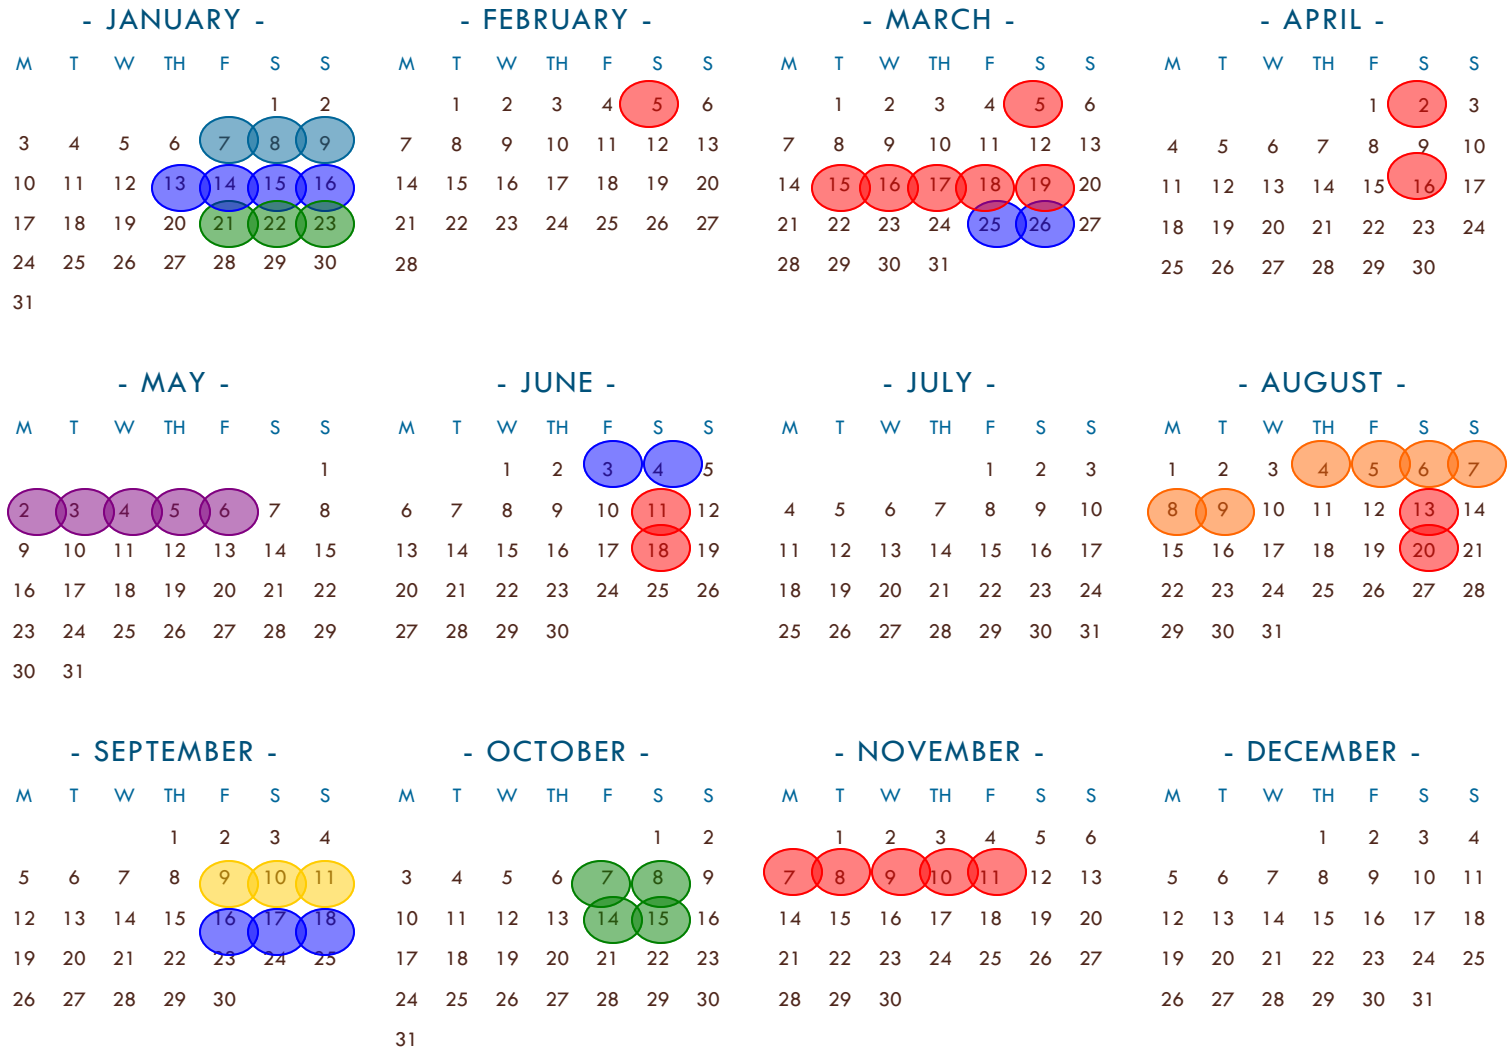 - JANUARY -
M T W TH F S S
1 2
3 4 5 6 7 8 9
10 11 12 13 14 15 16
17 18 19 20 21 22 23
24 25 26 27 28 29 30
31
- FEBRUARY -
M T W TH F S S
1 2 3 4 5 6
7 8 9 10 11 12 13
14 15 16 17 18 19 20
21 22 23 24 25 26 27
28
- MARCH -
M T W TH F S S
1 2 3 4 5 6
7 8 9 10 11 12 13
14 15 16 17 18 19 20
21 22 23 24 25 26 27
28 29 30 31
- APRIL -
M T W TH F S S
1 2 3
4 5 6 7 8 9 10
11 12 13 14 15 16 17
18 19 20 21 22 23 24
25 26 27 28 29 30
- MAY -
M T W TH F S S
1
2 3 4 5 6 7 8
9 10 11 12 13 14 15
16 17 18 19 20 21 22
23 24 25 26 27 28 29
30 31
- JUNE -
M T W TH F S S
1 2 3 4 5
6 7 8 9 10 11 12
13 14 15 16 17 18 19
20 21 22 23 24 25 26
27 28 29 30
- JULY -
M T W TH F S S
1 2 3
4 5 6 7 8 9 10
11 12 13 14 15 16 17
18 19 20 21 22 23 24
25 26 27 28 29 30 31
- AUGUST -
M T W TH F S S
1 2 3 4 5 6 7
8 9 10 11 12 13 14
15 16 17 18 19 20 21
22 23 24 25 26 27 28
29 30 31
- SEPTEMBER -
M T W TH F S S
1 2 3 4
5 6 7 8 9 10 11
12 13 14 15 16 17 18
19 20 21 22 23 24 25
26 27 28 29 30
- OCTOBER -
M T W TH F S S
1 2
3 4 5 6 7 8 9
10 11 12 13 14 15 16
17 18 19 20 21 22 23
24 25 26 27 28 29 30
31
- NOVEMBER -
M T W TH F S S
1 2 3 4 5 6
7 8 9 10 11 12 13
14 15 16 17 18 19 20
21 22 23 24 25 26 27
28 29 30
- DECEMBER -
M T W TH F S S
1 2 3 4
5 6 7 8 9 10 11
12 13 14 15 16 17 18
19 20 21 22 23 24 25
26 27 28 29 30 31